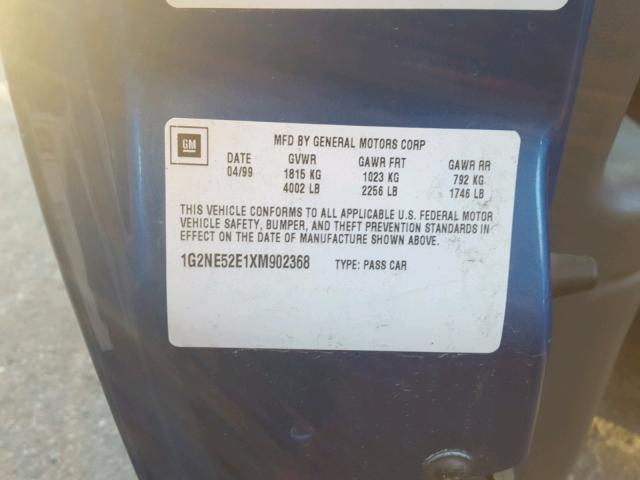 GM
MFD BY GENERAL MOTORS CORP
DATE GVWR GAWR FRT GAWR RR
04/99 1815 KG 1023 KG 792 KG
4002 LB 2256 LB 1746 LB
THIS VEHICLE CONFORMS TO ALL APPLICABLE U.S. FEDERAL MOTOR
VEHICLE SAFETY, BUMPER, AND THEFT PREVENTION STANDARDS IN
EFFECT ON THE DATE OF MANUFACTURE SHOWN ABOVE.
1G2NE52E1XM902368 TYPE: PASS CAR